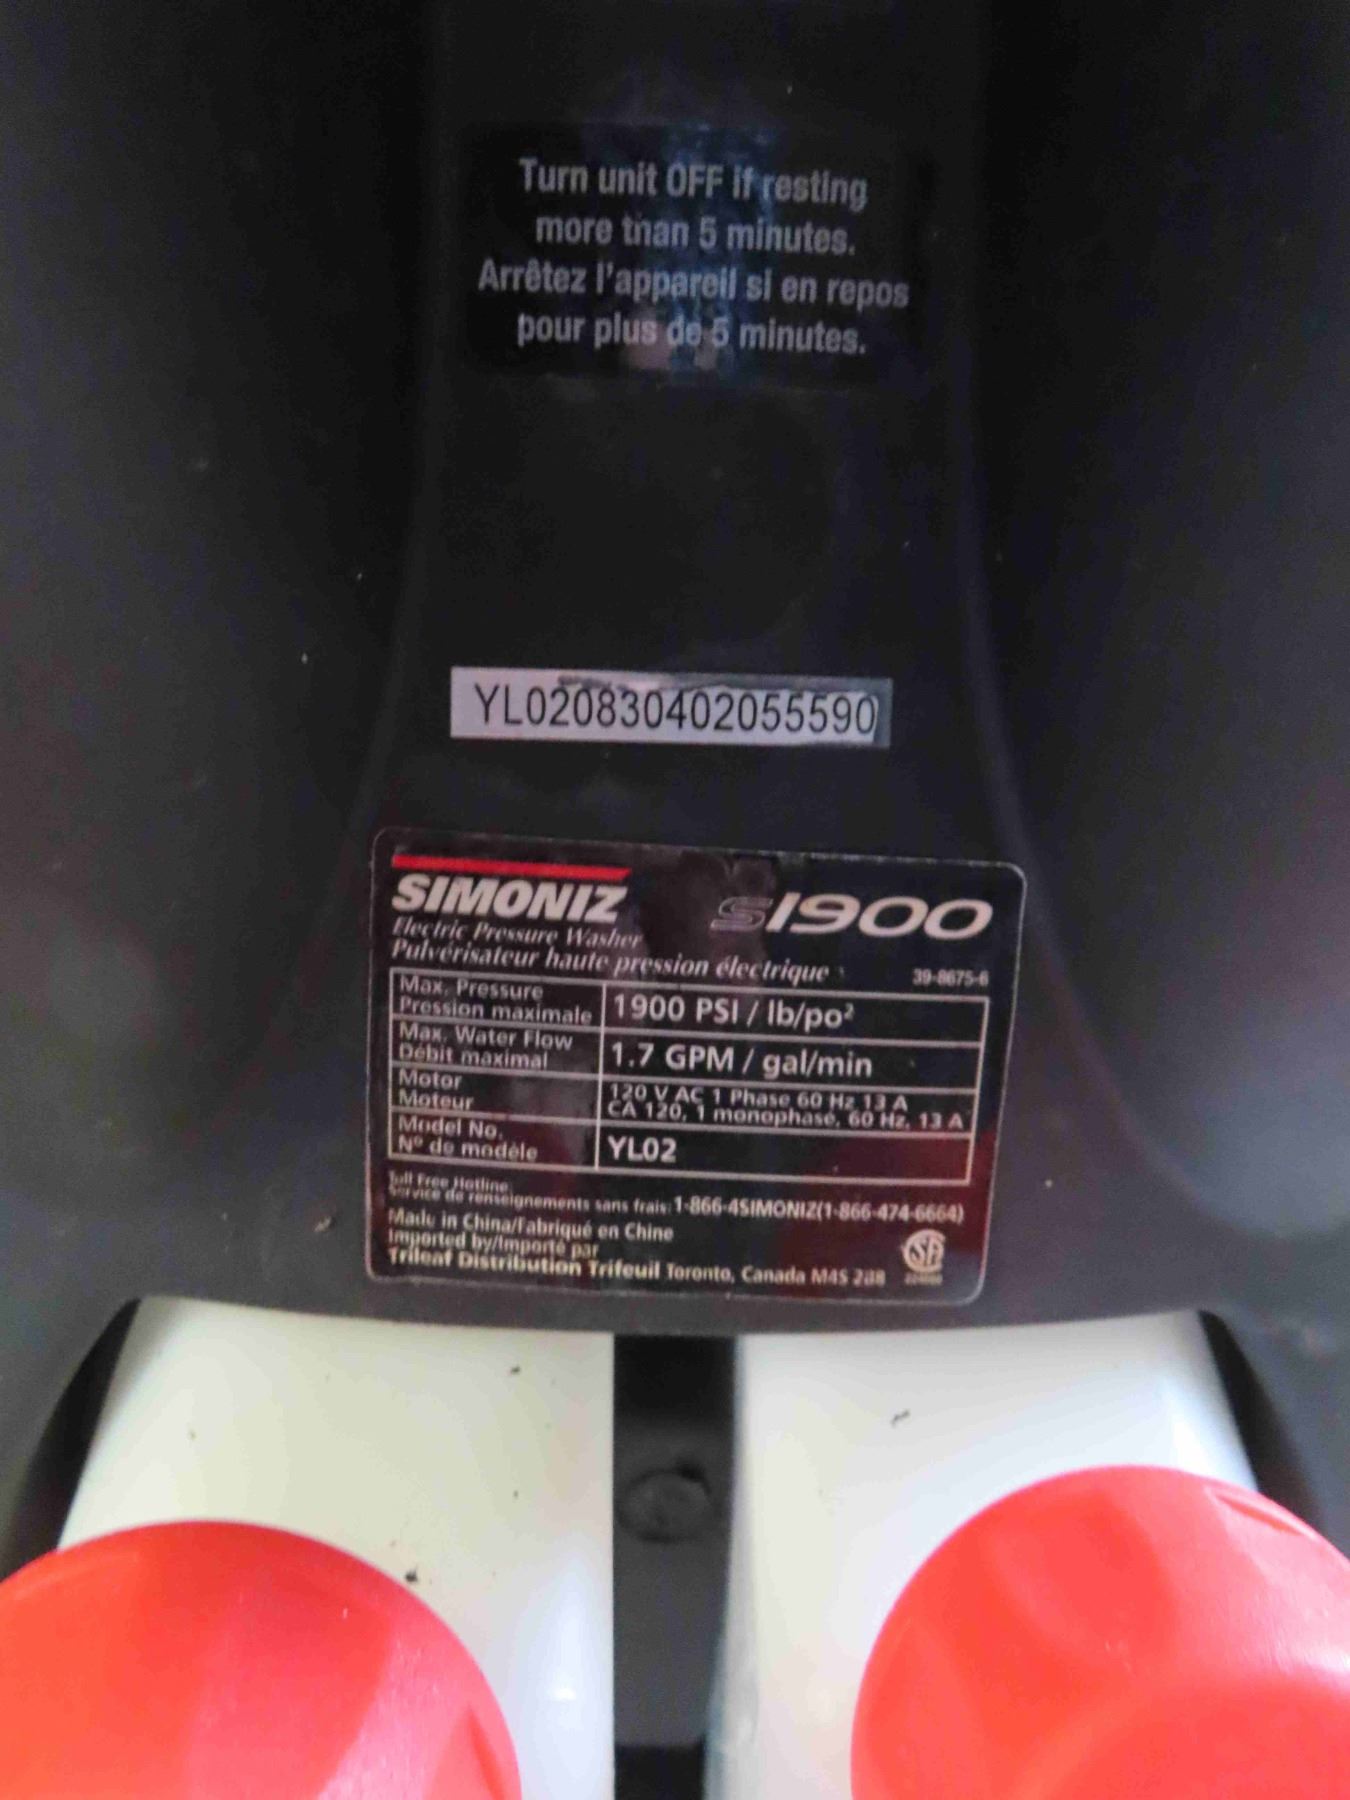 Turn unit OFF if resting
more than 5 minutes.
Arrêtez l'appareil si en repos
pour plus de 5 minutes.
YL020830402055590
SIMONIZ S1900
Electric Pressure Washer
Pulvérisateur haute pression électrique 39-8675-6
Max. Pressure
Pression maximale
1900 PSI / lb/po²
Max. Water Flow
Débit maximal
1.7 GPM / gal/min
Motor
Moteur
120 V AC 1 Phase 60 Hz 13 A
CA 120, 1 monophasé, 60 Hz, 13 A
Model No.
Nº de modèle
YL02
Toll Free Hotline
Service de renseignements sans frais: 1-866-4SIMONIZ(1-866-474-6664)
Made in China/Fabriqué en Chine
Imported by/Importé par
Trileaf Distribution Trifeuil Toronto, Canada M4S 2B8